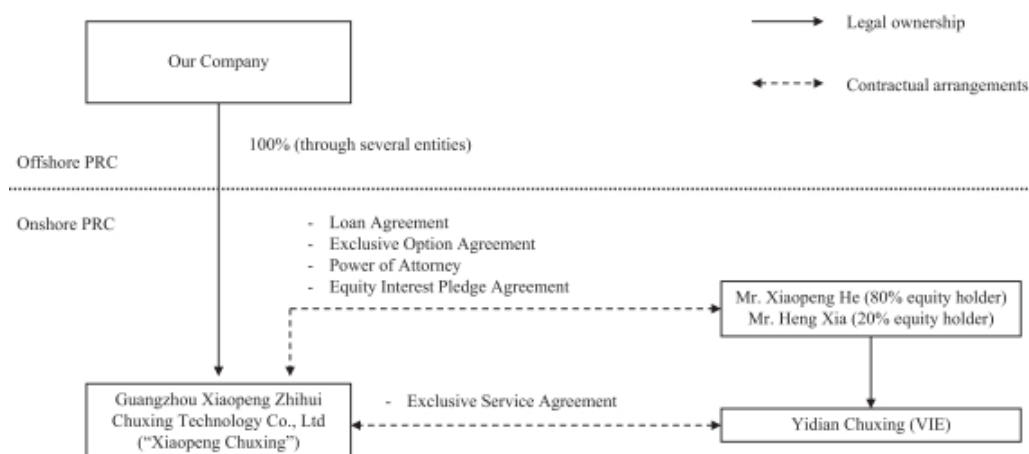 Legal ownership
Our Company
Contractual arrangements
100% (through several entities)
Offshore PRC
Onshore PRC
- Loan Agreement
- Exclusive Option Agreement
- Power of Attorney
- Equity Interest Pledge Agreement
Mr. Xiaopeng He (80% equity holder)
Mr. Heng Xia (20% equity holder)
Guangzhou Xiaopeng Zhihui
Chuxing Technology Co., Ltd
(“Xiaopeng Chuxing”)
- Exclusive Service Agreement
Yidian Chuxing (VIE)